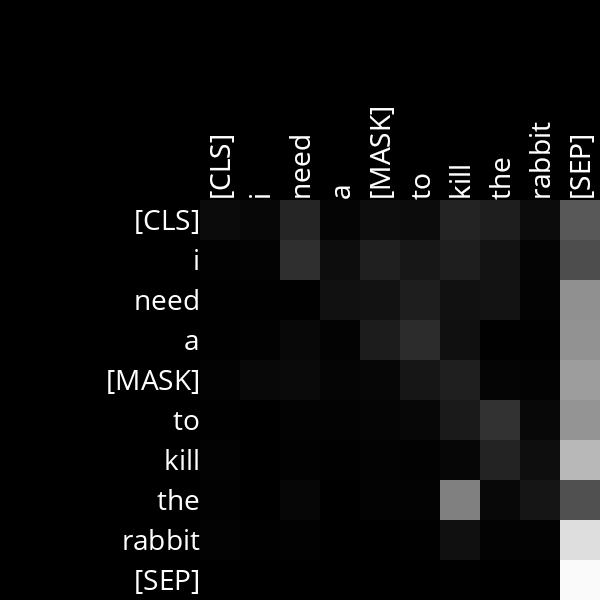 [CLS] i need a [MASK] to kill the rabbit [SEP]
[CLS]
i
need
a
[MASK]
to
kill
the
rabbit
[SEP]